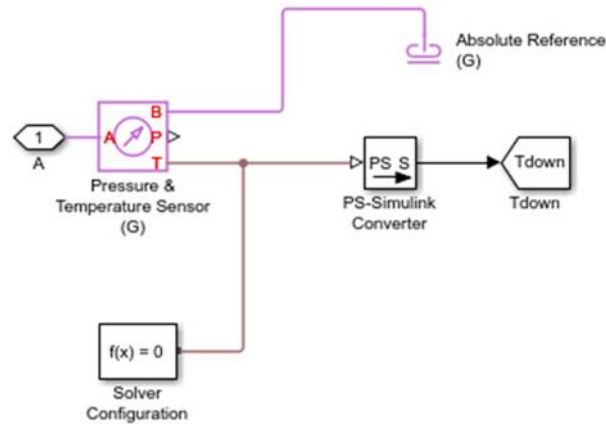 Absolute Reference
(G)
B
A
P
T
1
A
Pressure &
Temperature Sensor
(G)
PS S
PS-Simulink
Converter
Tdown
Tdown
f(x) = 0
Solver
Configuration